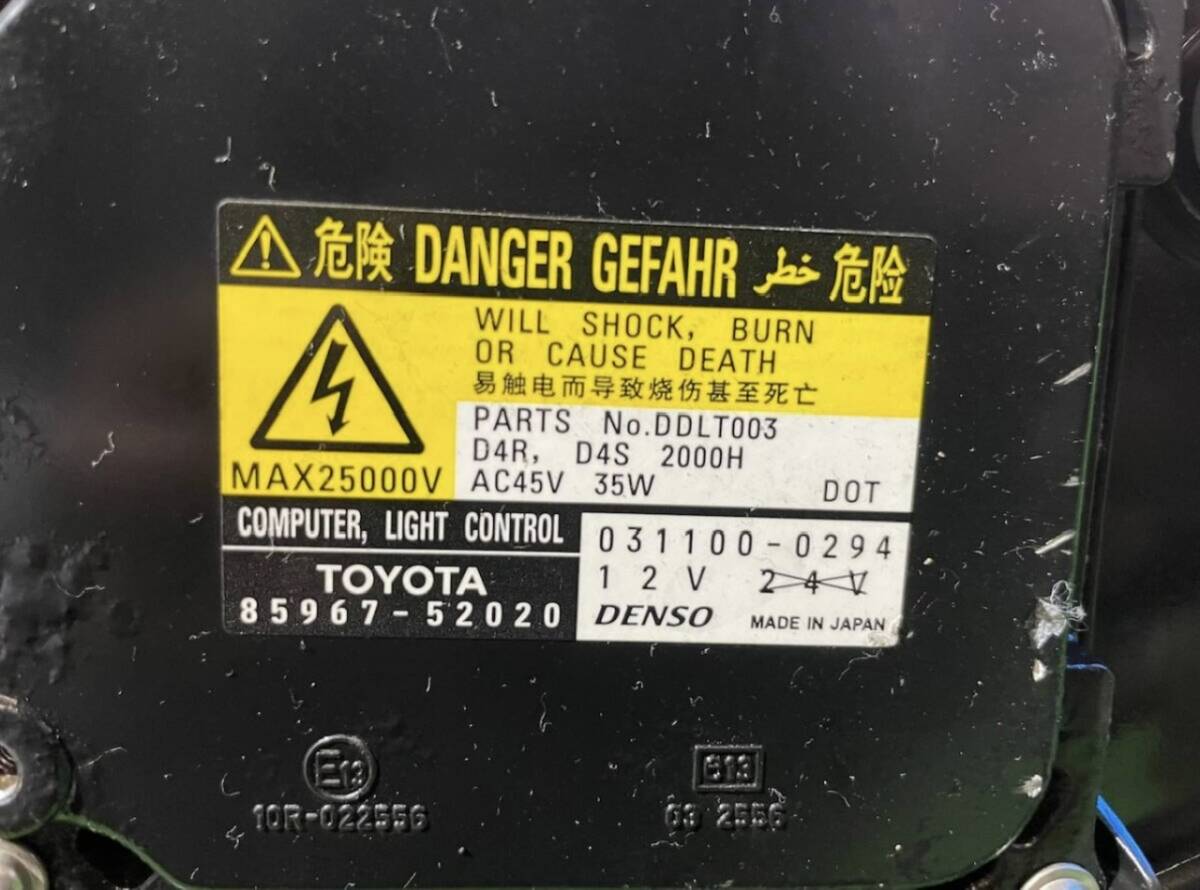 危険 DANGER GEFAHR خطر 危险
WILL SHOCK, BURN
OR CAUSE DEATH
易触电而导致烧伤甚至死亡
MAX25000V
PARTS No.DDLT003
D4R, D4S 2000H
AC45V 35W DOT
COMPUTER, LIGHT CONTROL
TOYOTA
85967-52020
031100-0294
12V 24V
DENSO MADE IN JAPAN
E13
10R-022556
e13
03 2556